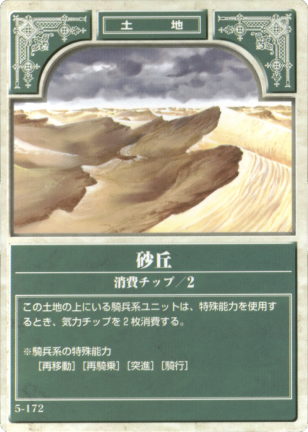 土地
砂丘
消費チップ／2
この土地の上にいる騎兵系ユニットは、特殊能力を使用す
るとき、気力チップを2枚消費する。
※騎兵系の特殊能力
［再移動］［再騎乗］［突進］［騎行］
5-172